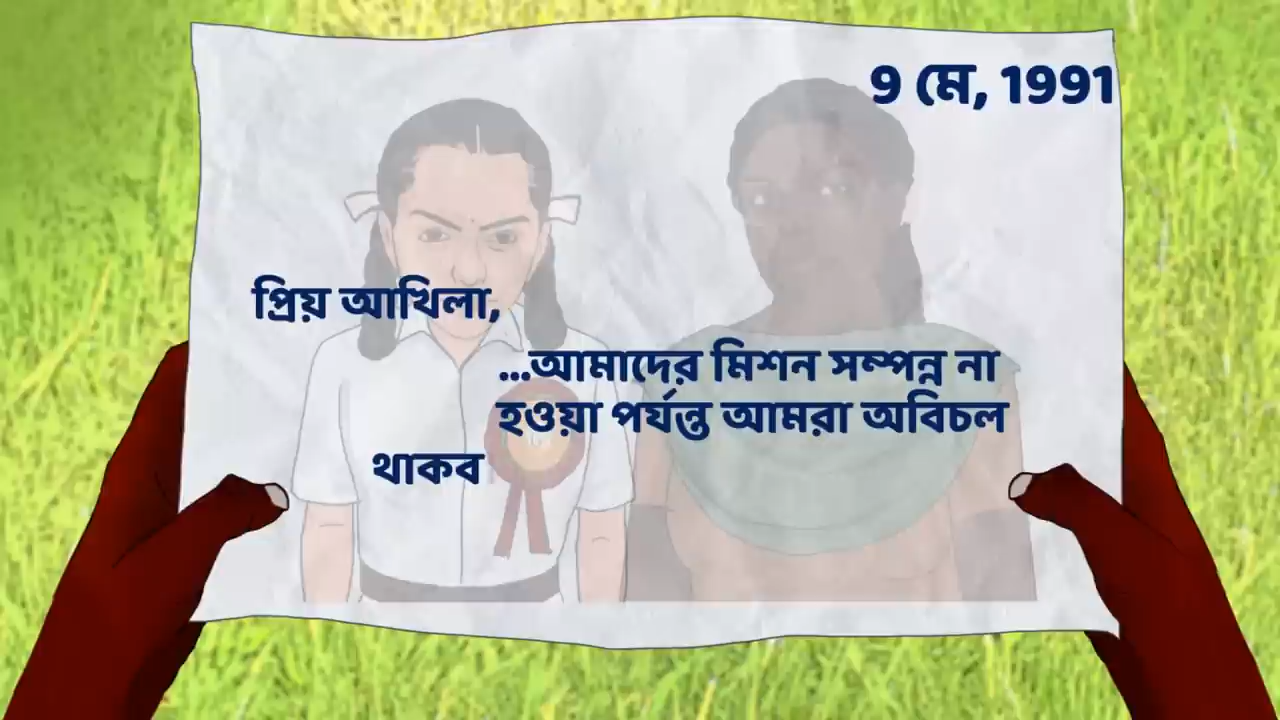 9 মে, 1991
প্রিয় আখিলা,
...আমাদের মিশন সম্পন্ন না
হওয়া পর্যন্ত আমরা অবিচল
থাকব